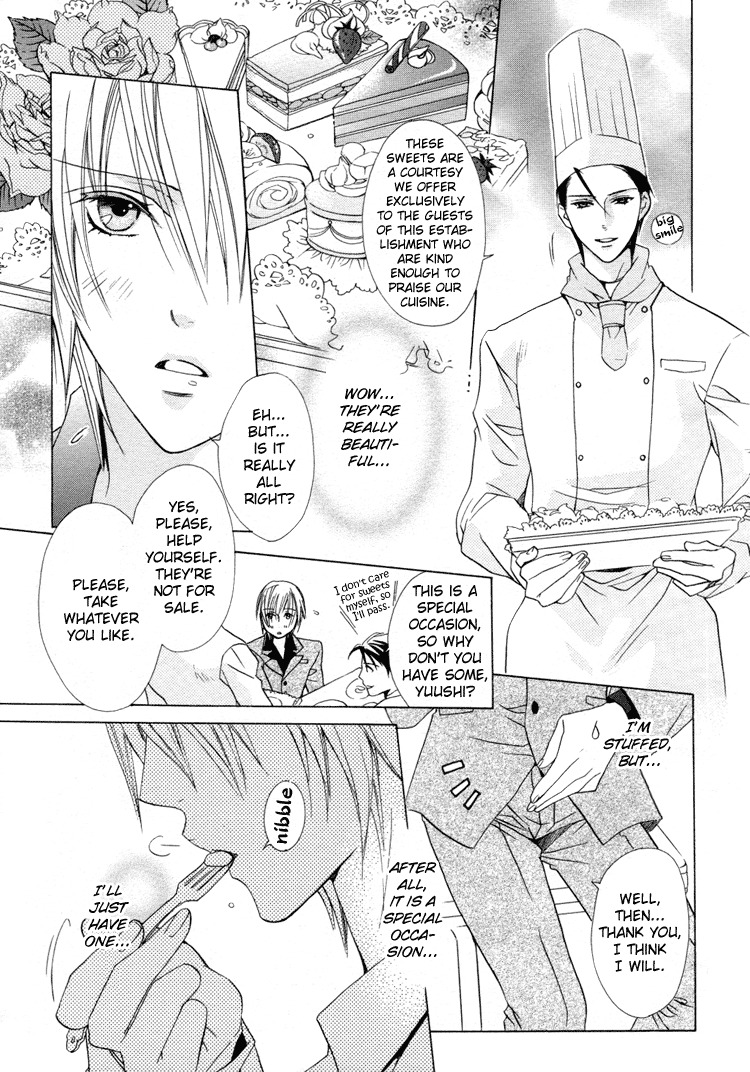 THESE
SWEETS ARE
A COURTESY
WE OFFER
EXCLUSIVELY
TO THE GUESTS
OF THIS ESTAB-
LISHMENT WHO
ARE KIND
ENOUGH TO
PRAISE OUR
CUISINE.
big
smile
WOW...
THEY'RE
REALLY
BEAUTI-
FUL...
EH...
BUT...
IS IT
REALLY
ALL
RIGHT?
YES,
PLEASE,
HELP
YOURSELF.
THEY'RE
NOT FOR
SALE.
PLEASE,
TAKE
WHATEVER
YOU LIKE.
THIS IS A
SPECIAL
OCCASION,
SO WHY
DON'T YOU
HAVE SOME,
YUUSHI?
I don't care
for sweets
myself, so
I'll pass.
I'M
STUFFED,
BUT...
WELL,
THEN...
THANK YOU,
I THINK
I WILL.
AFTER
ALL,
IT IS A
SPECIAL
OCCA-
SION...
nibble
I'LL
JUST
HAVE
ONE...